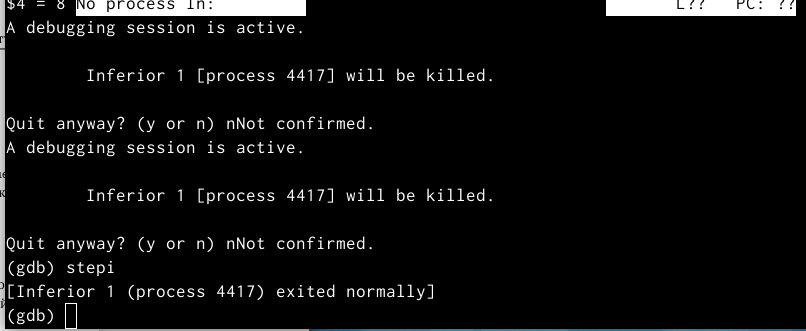 $4 = 8 No process In: L?? PC: ??
A debugging session is active.
Inferior 1 [process 4417] will be killed.
Quit anyway? (y or n) nNot confirmed.
A debugging session is active.
Inferior 1 [process 4417] will be killed.
Quit anyway? (y or n) nNot confirmed.
(gdb) stepi
[Inferior 1 (process 4417) exited normally]
(gdb)